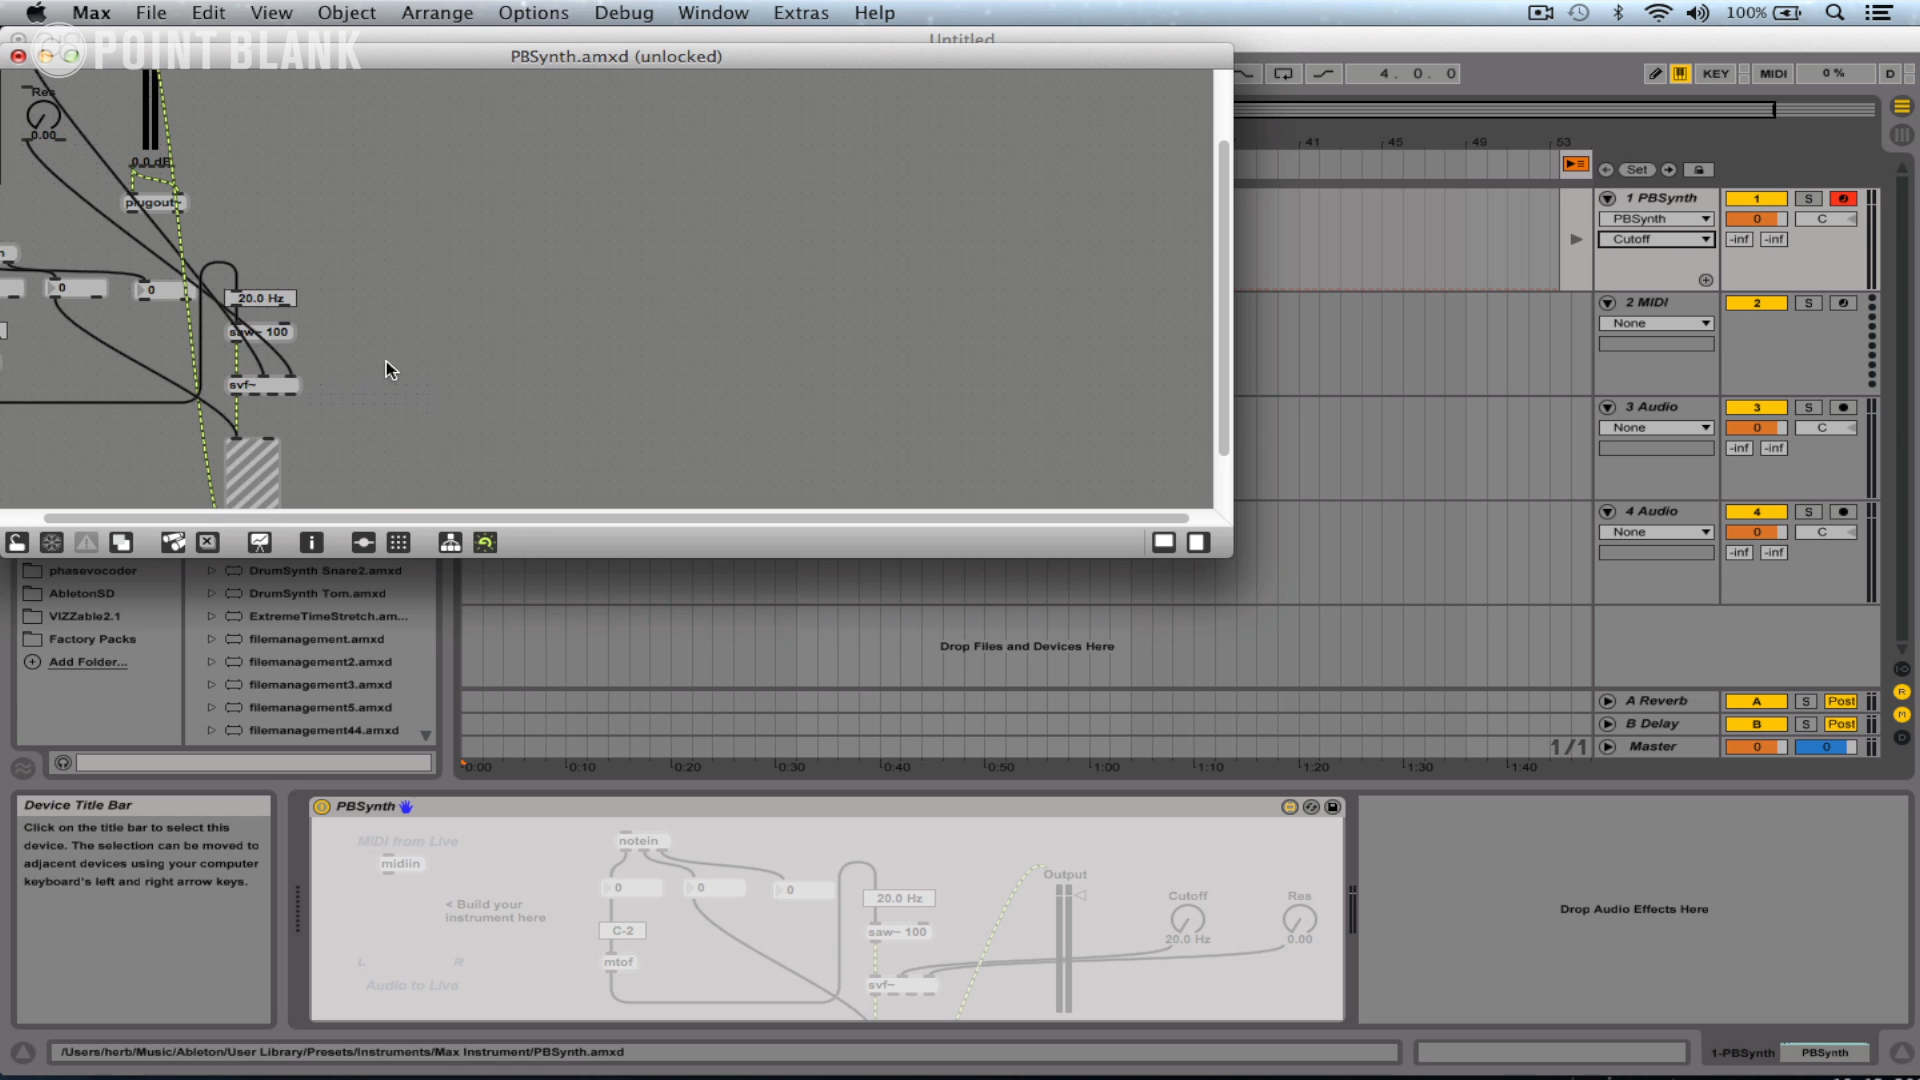 Max File Edit View Object Arrange Options Debug Window Extras Help 100%
Untitled
POINT BLANK
PBSynth.amxd (unlocked)
4. 0. 0
KEY MIDI 0 % D
Res
0.00
0.0 dB
plugout~
0
0
20.0 Hz
saw~ 100
svf~
41 45 49 53
Set
1 PBSynth 1 S
PBSynth 0 C
Cutoff -inf -inf
2 MIDI 2 S
None
3 Audio 3 S
None 0 C
-inf -inf
4 Audio 4 S
None 0 C
-inf -inf
phasevocoder
AbletonSD
VIZZable2.1
Factory Packs
Add Folder...
DrumSynth Snare2.amxd
DrumSynth Tom.amxd
ExtremeTimeStretch.am...
filemanagement.amxd
filemanagement2.amxd
filemanagement3.amxd
filemanagement5.amxd
filemanagement44.amxd
Drop Files and Devices Here
A Reverb A S Post
B Delay B S Post
1/1 Master 0 0
0:00 0:10 0:20 0:30 0:40 0:50 1:00 1:10 1:20 1:30 1:40
Device Title Bar
Click on the title bar to select this
device. The selection can be moved to
adjacent devices using your computer
keyboard's left and right arrow keys.
PBSynth
MIDI from Live
midiin
< Build your
instrument here
L R
Audio to Live
notein
0 0 0
C-2
mtof
20.0 Hz
saw~ 100
svf~
Output
Cutoff
20.0 Hz
Res
0.00
Drop Audio Effects Here
/Users/herb/Music/Ableton/User Library/Presets/Instruments/Max Instrument/PBSynth.amxd
1-PBSynth PBSynth